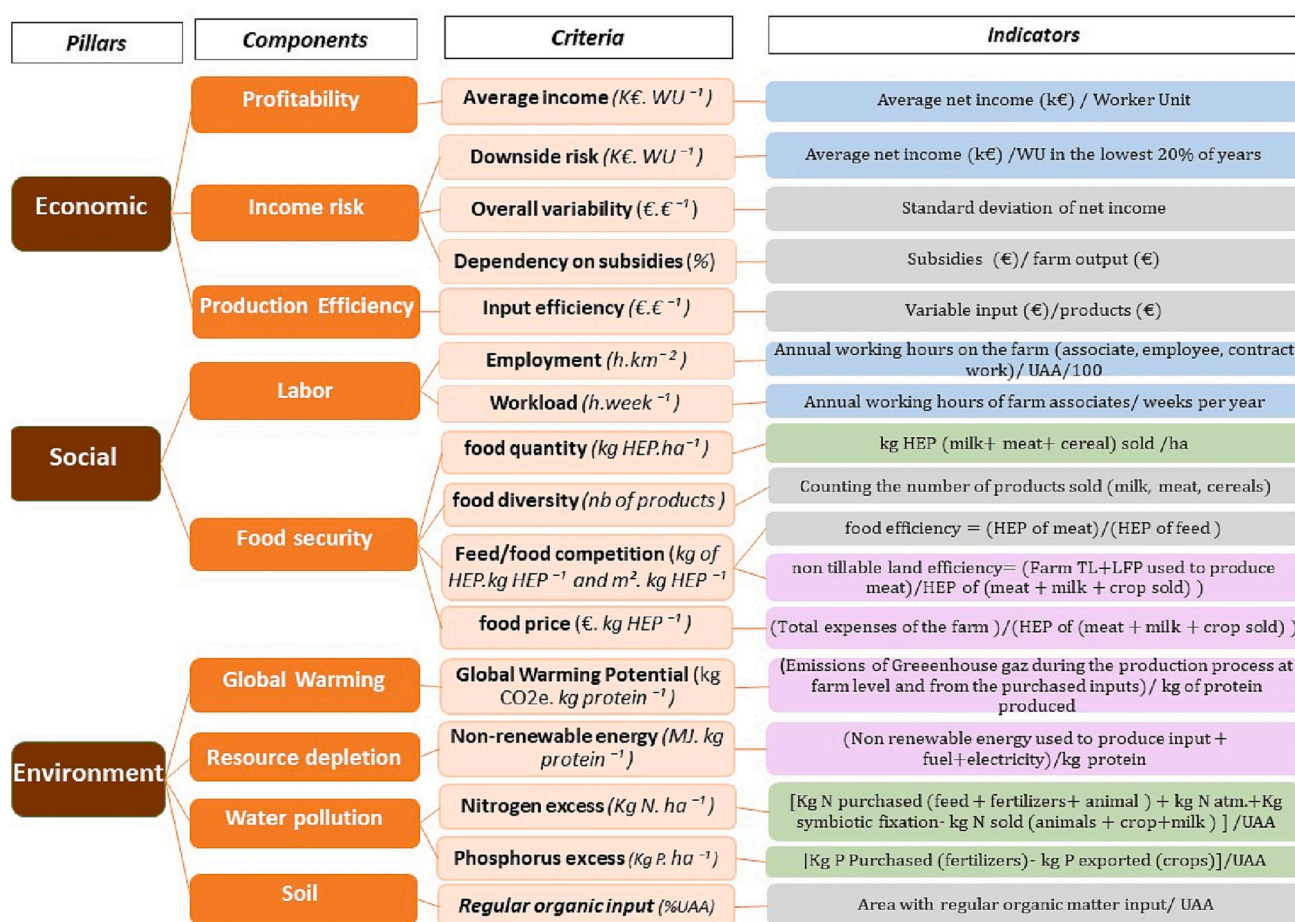 Pillars
Components
Criteria
Indicators
Economic
Profitability
Average income (K€. WU ⁻¹)
Average net income (k€) / Worker Unit
Income risk
Downside risk (K€. WU ⁻¹)
Average net income (k€) /WU in the lowest 20% of years
Overall variability (€.€⁻¹)
Standard deviation of net income
Dependency on subsidies (%)
Subsidies (€)/ farm output (€)
Production Efficiency
Input efficiency (€.€⁻¹)
Variable input (€)/products (€)
Social
Labor
Employment (h.km⁻²)
Annual working hours on the farm (associate, employee, contract
work)/ UAA/100
Workload (h.week ⁻¹)
Annual working hours of farm associates/ weeks per year
Food security
food quantity (kg HEP.ha⁻¹)
kg HEP (milk+ meat+ cereal) sold /ha
food diversity (nb of products)
Counting the number of products sold (milk, meat, cereals)
Feed/food competition (kg of
HEP.kg HEP ⁻¹ and m². kg HEP ⁻¹
food efficiency = (HEP of meat)/(HEP of feed )
non tillable land efficiency= (Farm TL+LFP used to produce
meat)/HEP of (meat + milk + crop sold) )
food price (€. kg HEP ⁻¹)
(Total expenses of the farm )/(HEP of (meat + milk + crop sold) )
Environment
Global Warming
Global Warming Potential (kg
CO2e. kg protein ⁻¹)
(Emissions of Greeenhouse gaz during the production process at
farm level and from the purchased inputs)/ kg of protein
produced
Resource depletion
Non-renewable energy (MJ. kg
protein ⁻¹)
(Non renewable energy used to produce input +
fuel+electricity)/kg protein
Water pollution
Nitrogen excess (Kg N. ha ⁻¹)
[Kg N purchased (feed + fertilizers+ animal ) + kg N atm.+Kg
symbiotic fixation- kg N sold (animals + crop+milk ) ] /UAA
Phosphorus excess (Kg P. ha ⁻¹)
[Kg P Purchased (fertilizers)- kg P exported (crops)]/UAA
Soil
Regular organic input (%UAA)
Area with regular organic matter input/ UAA